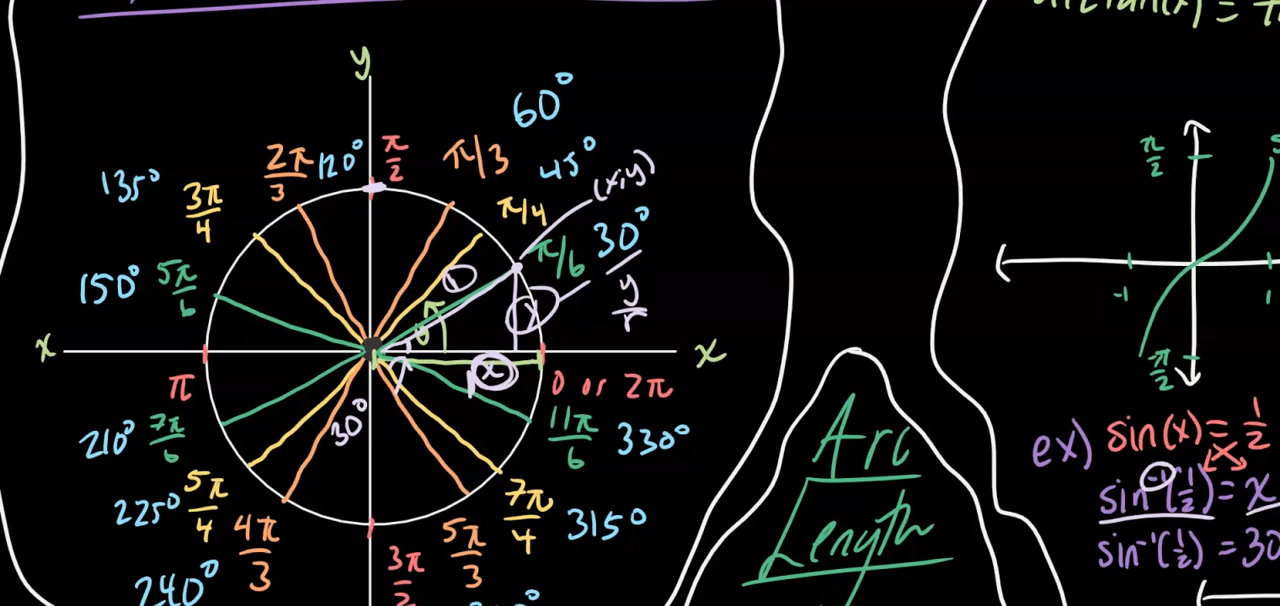 y
60°
2π/3 120° π/2 π/3 45° (x,y)
135° 3π/4 π/4 30°
150° 5π/6 π/6 y/r
θ y
x x x
π 0 or 2π
30°
210° 7π/6 11π/6 330°
225° 5π/4 7π/4 315°
240° 4π/3 3π/2 5π/3
Arc
Length
π/2
-1 1
-π/2
ex) sin(x) = 1/2
sin⁻¹(1/2) = x
sin⁻¹(1/2) = 30